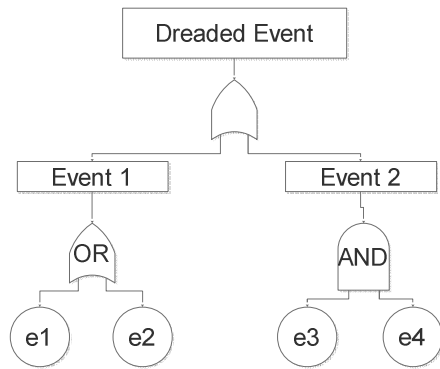 Dreaded Event
Event 1
Event 2
OR
AND
e1
e2
e3
e4